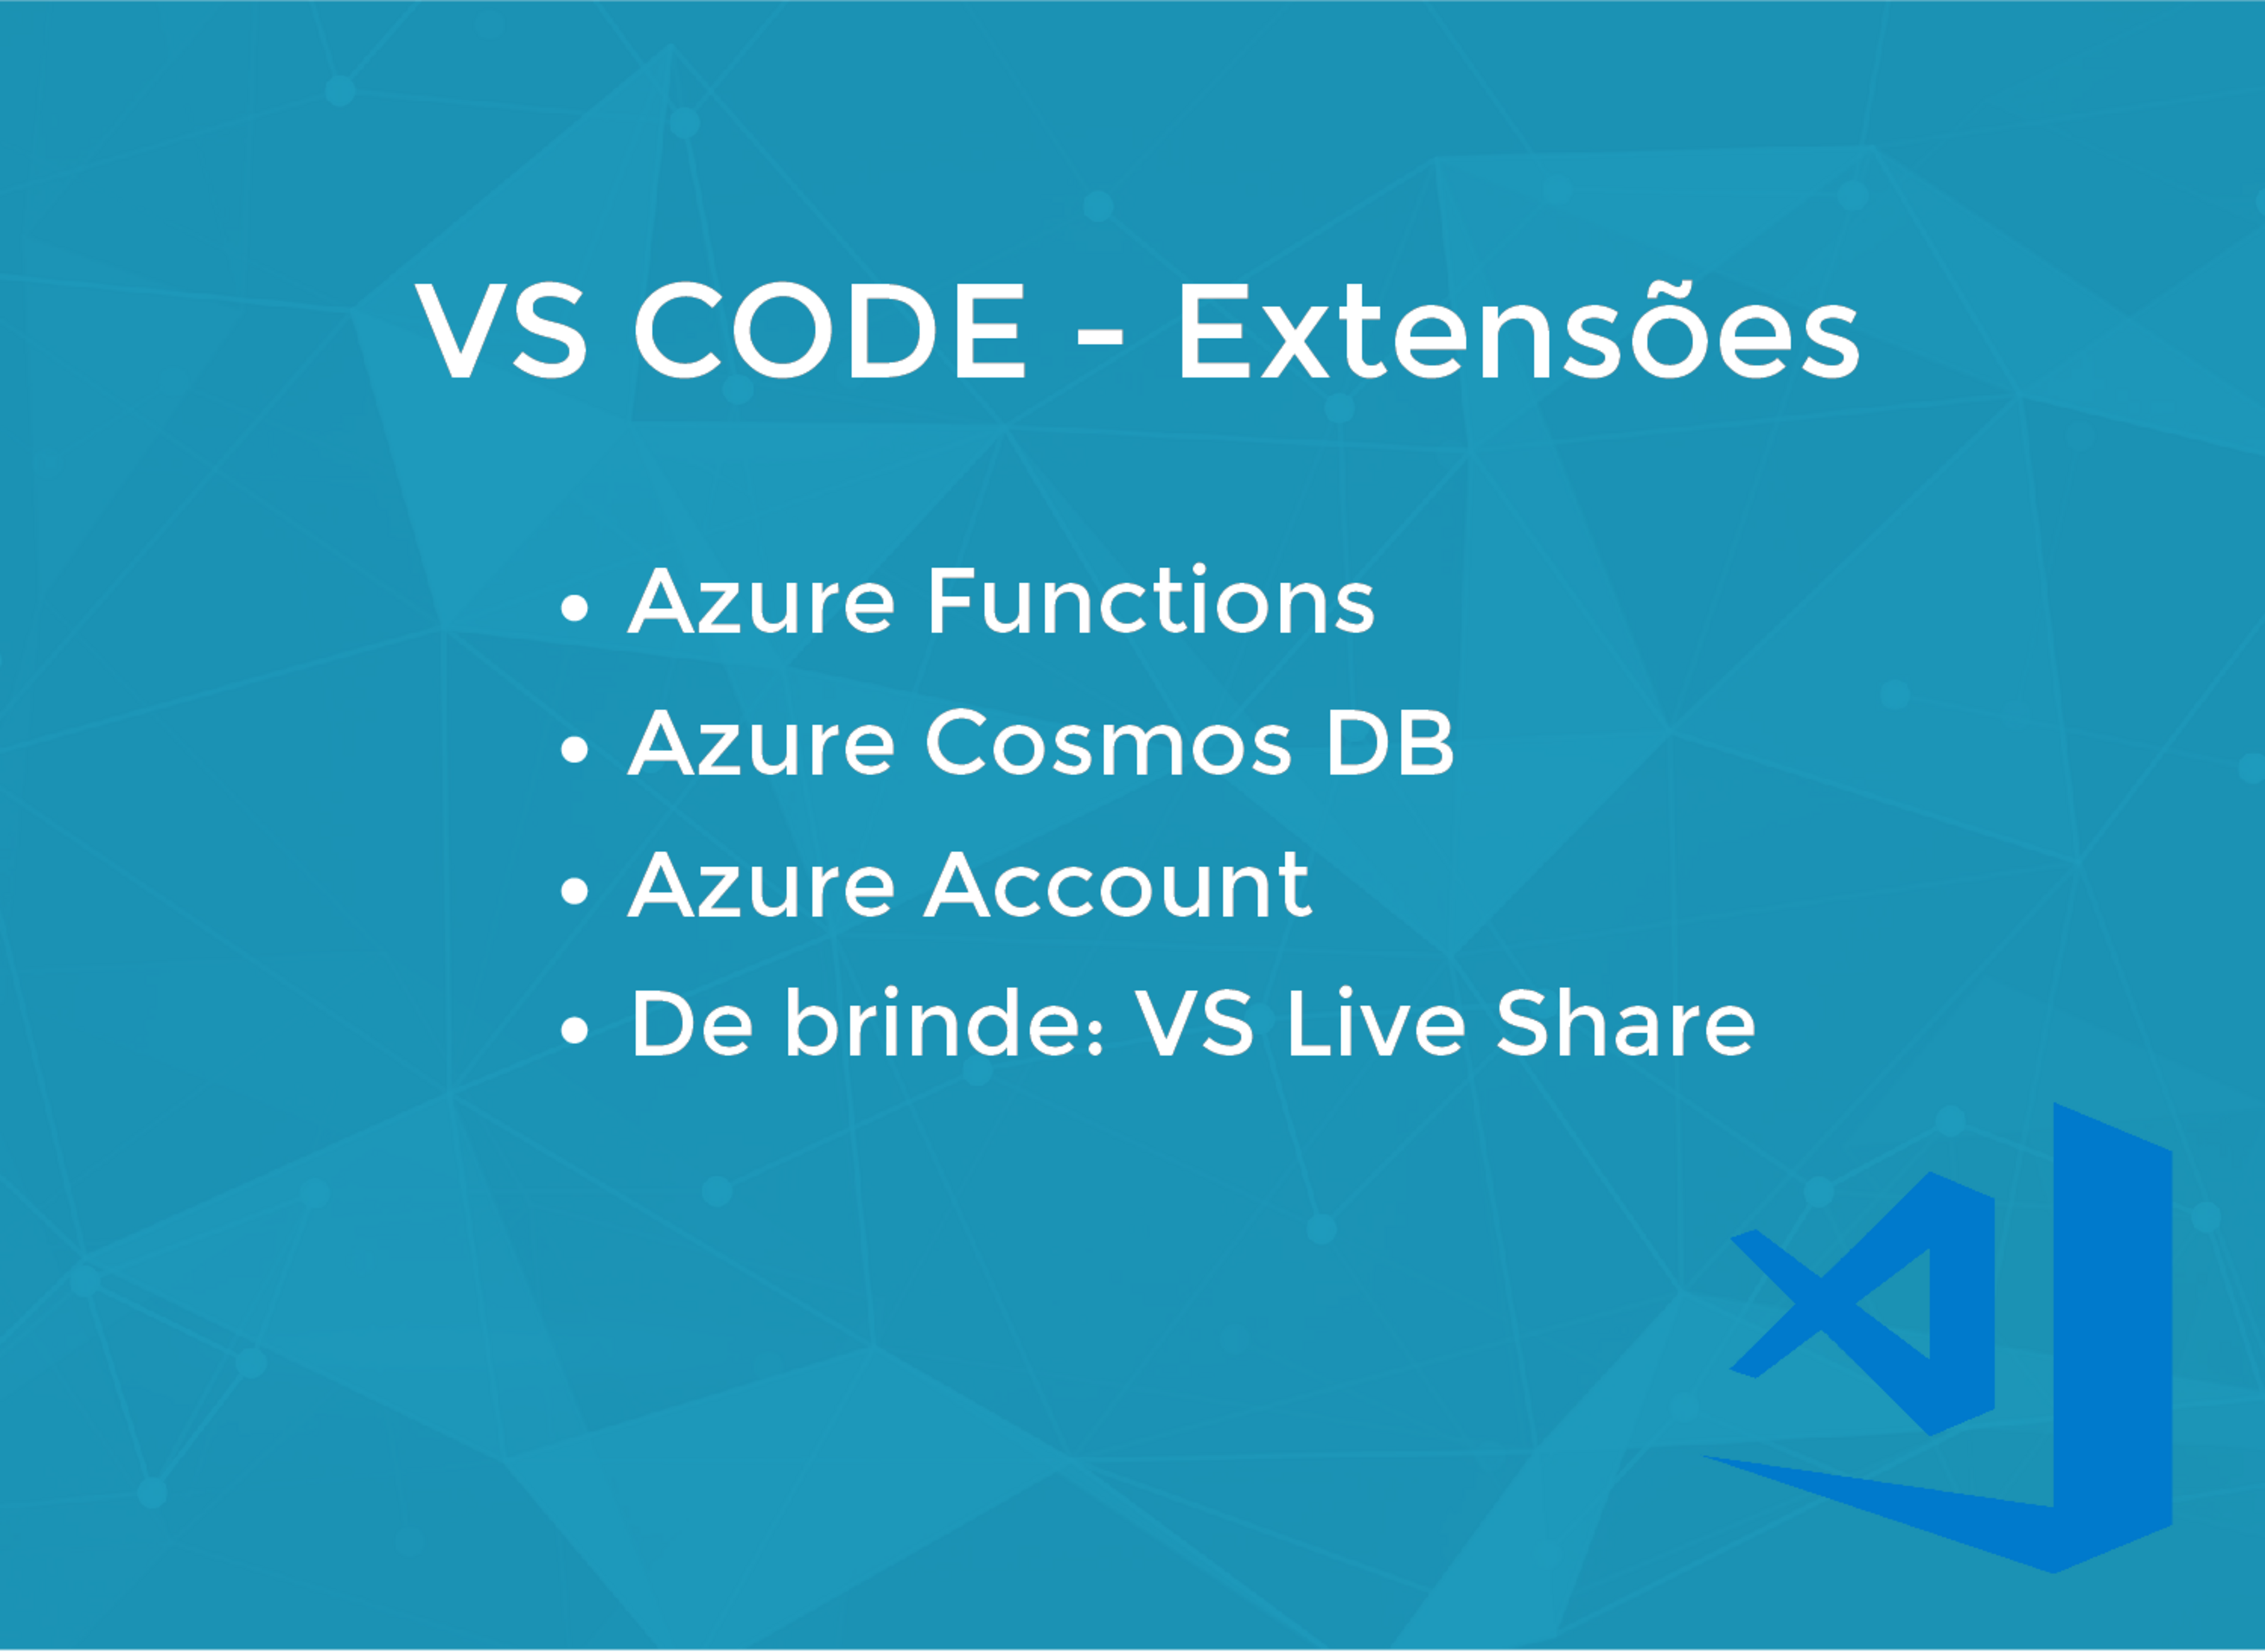 VS CODE - Extensões
• Azure Functions
• Azure Cosmos DB
• Azure Account
• De brinde: VS Live Share